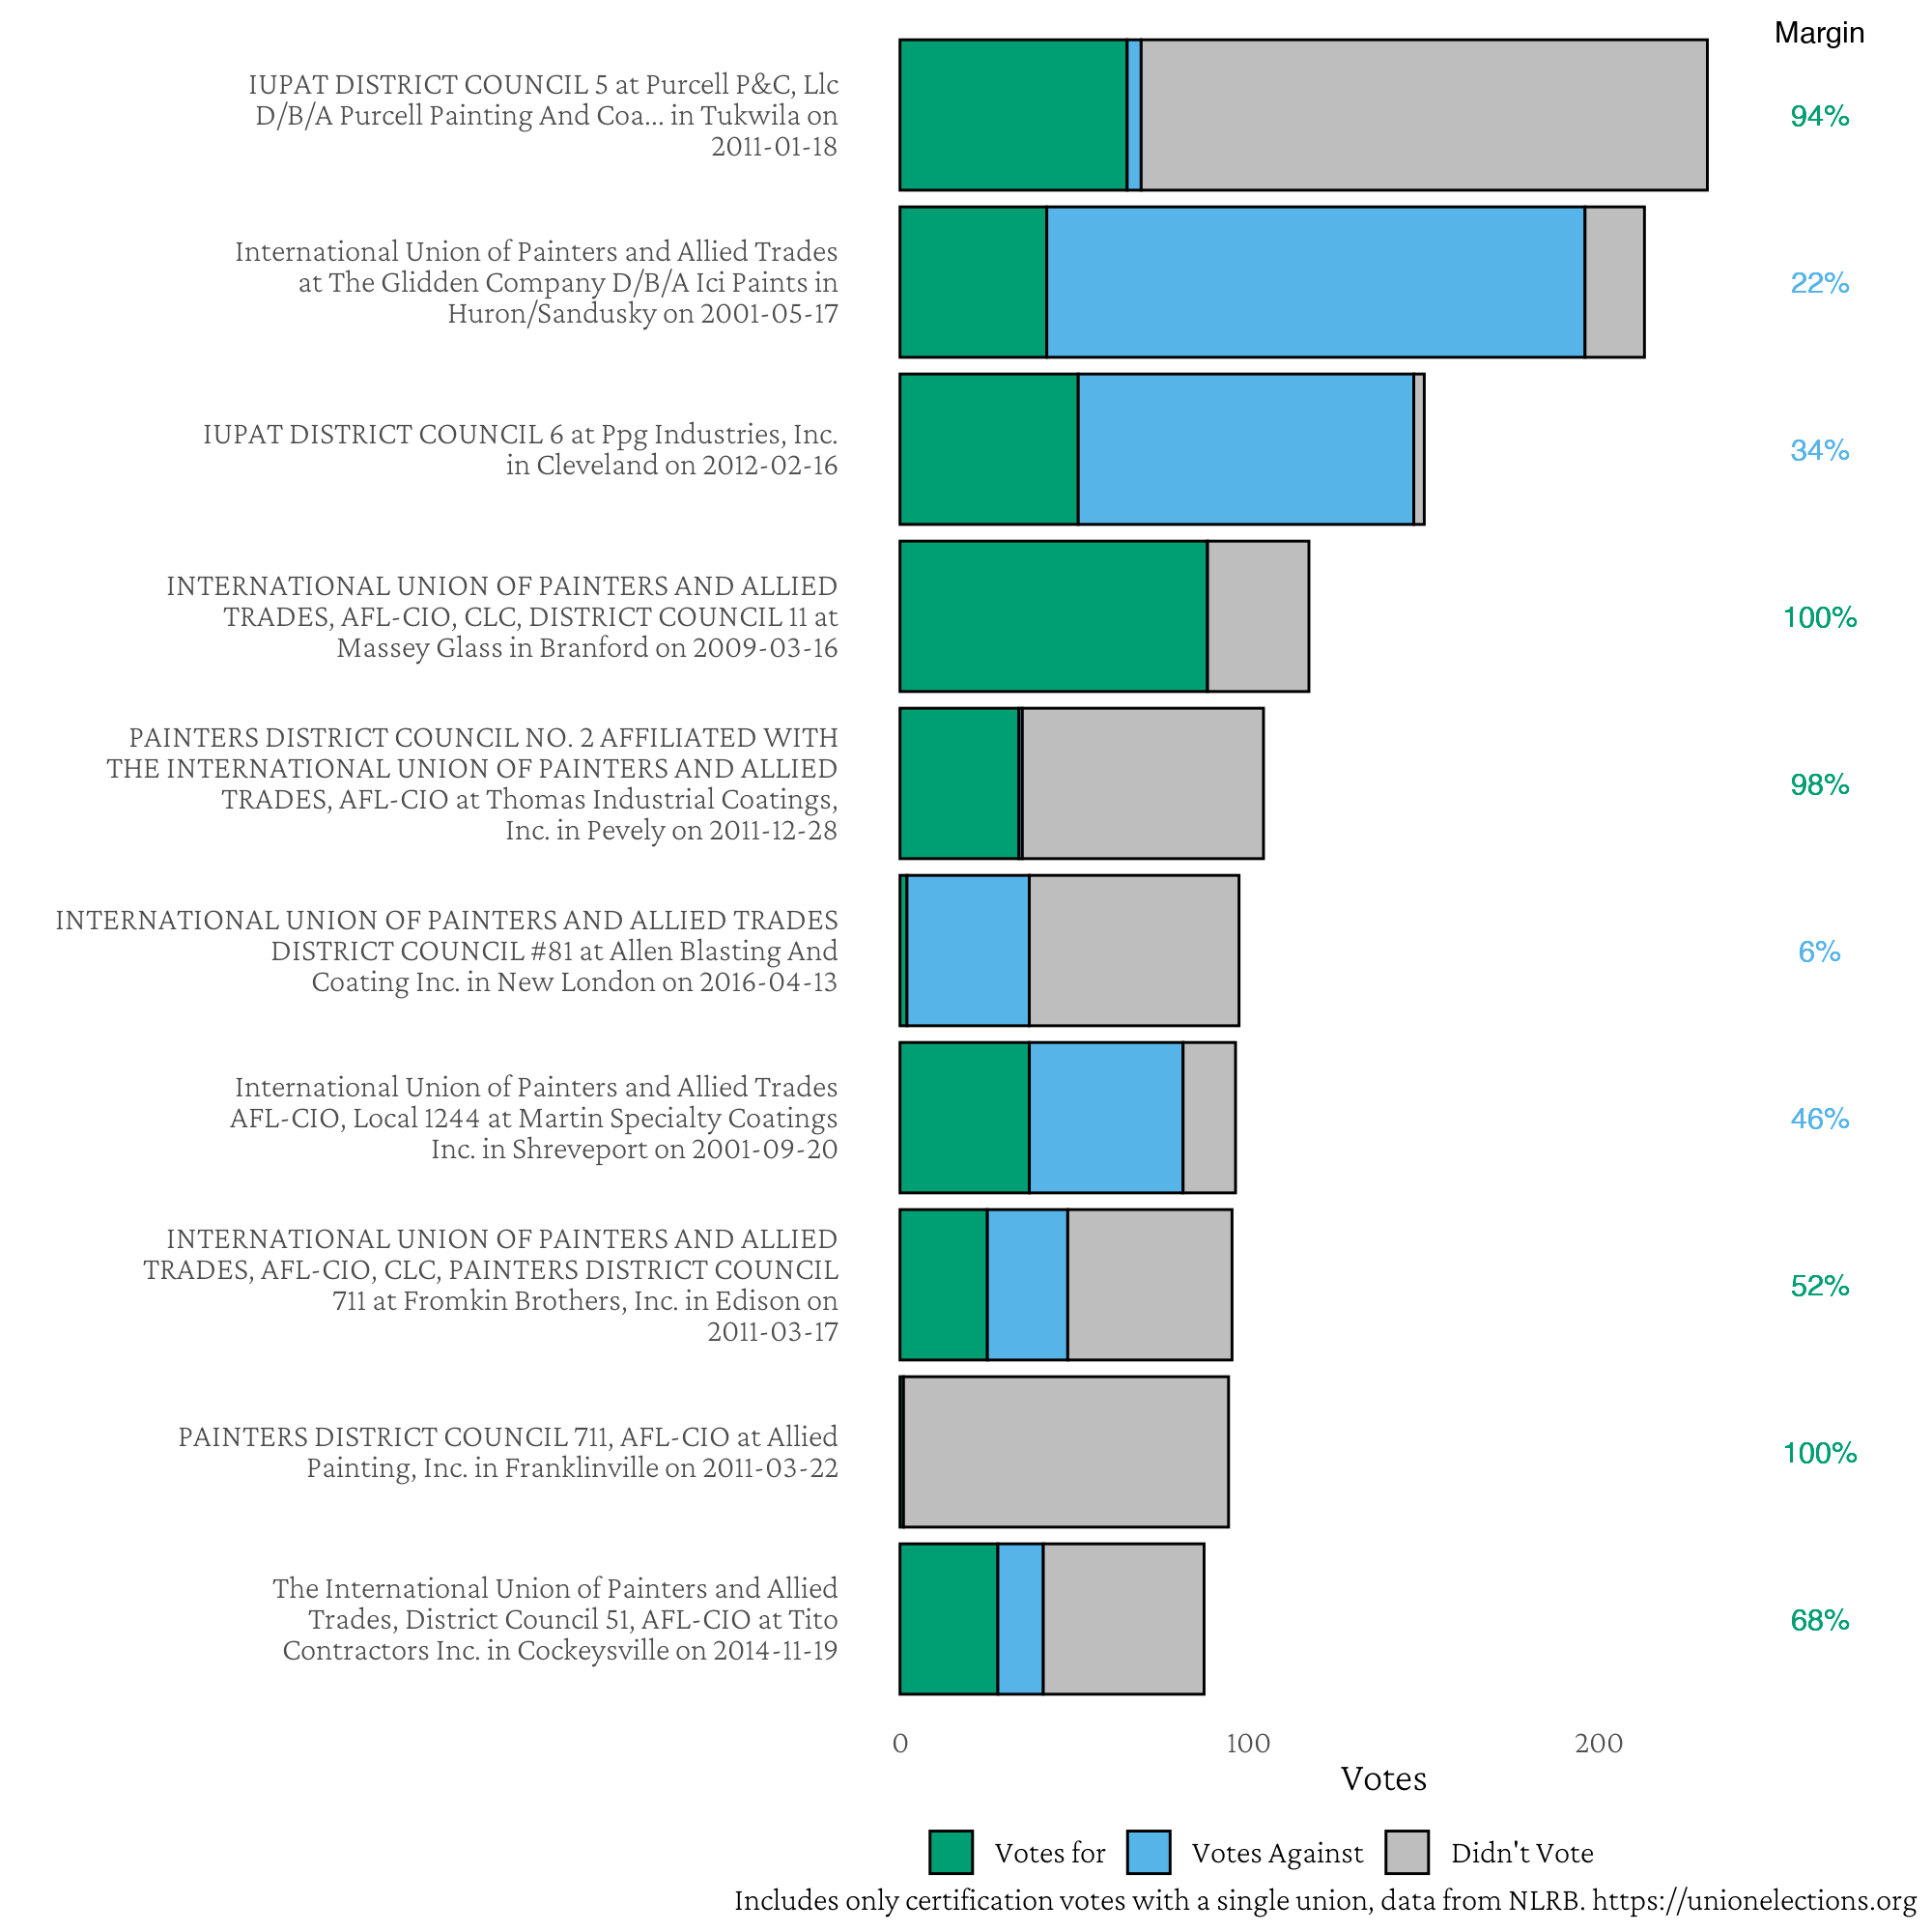 Margin
IUPAT DISTRICT COUNCIL 5 at Purcell P&C, Llc
D/B/A Purcell Painting And Coa... in Tukwila on
2011-01-18
94%
International Union of Painters and Allied Trades
at The Glidden Company D/B/A Ici Paints in
Huron/Sandusky on 2001-05-17
22%
IUPAT DISTRICT COUNCIL 6 at Ppg Industries, Inc.
in Cleveland on 2012-02-16
34%
INTERNATIONAL UNION OF PAINTERS AND ALLIED
TRADES, AFL-CIO, CLC, DISTRICT COUNCIL 11 at
Massey Glass in Branford on 2009-03-16
100%
PAINTERS DISTRICT COUNCIL NO. 2 AFFILIATED WITH
THE INTERNATIONAL UNION OF PAINTERS AND ALLIED
TRADES, AFL-CIO at Thomas Industrial Coatings,
Inc. in Pevely on 2011-12-28
98%
INTERNATIONAL UNION OF PAINTERS AND ALLIED TRADES
DISTRICT COUNCIL #81 at Allen Blasting And
Coating Inc. in New London on 2016-04-13
6%
International Union of Painters and Allied Trades
AFL-CIO, Local 1244 at Martin Specialty Coatings
Inc. in Shreveport on 2001-09-20
46%
INTERNATIONAL UNION OF PAINTERS AND ALLIED
TRADES, AFL-CIO, CLC, PAINTERS DISTRICT COUNCIL
711 at Fromkin Brothers, Inc. in Edison on
2011-03-17
52%
PAINTERS DISTRICT COUNCIL 711, AFL-CIO at Allied
Painting, Inc. in Franklinville on 2011-03-22
100%
The International Union of Painters and Allied
Trades, District Council 51, AFL-CIO at Tito
Contractors Inc. in Cockeysville on 2014-11-19
68%
0 100 200
Votes
Votes for Votes Against Didn't Vote
Includes only certification votes with a single union, data from NLRB. https://unionelections.org